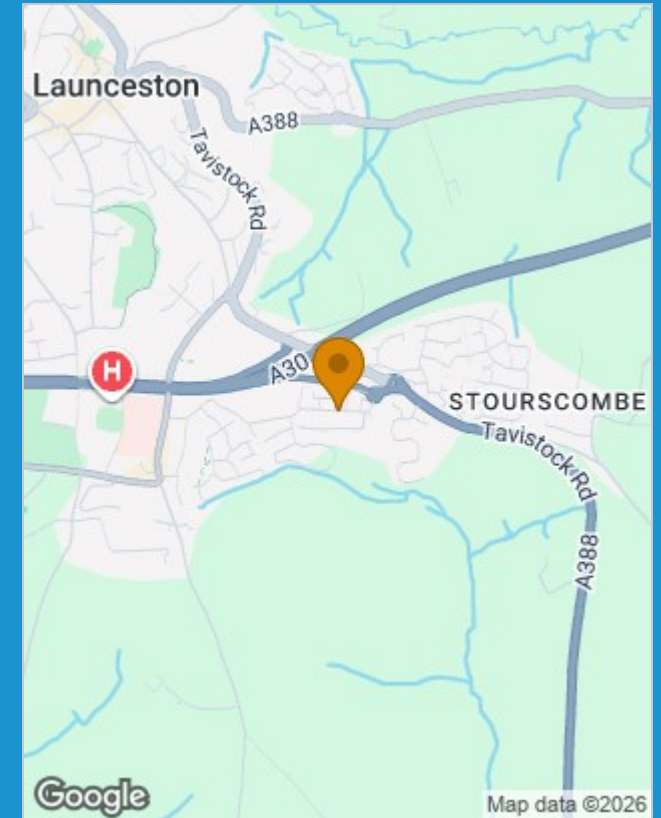 Launceston
A388
Tavistock Rd
A30
H
STOURSCOMBE
Tavistock Rd
A388
Google
Map data ©2026